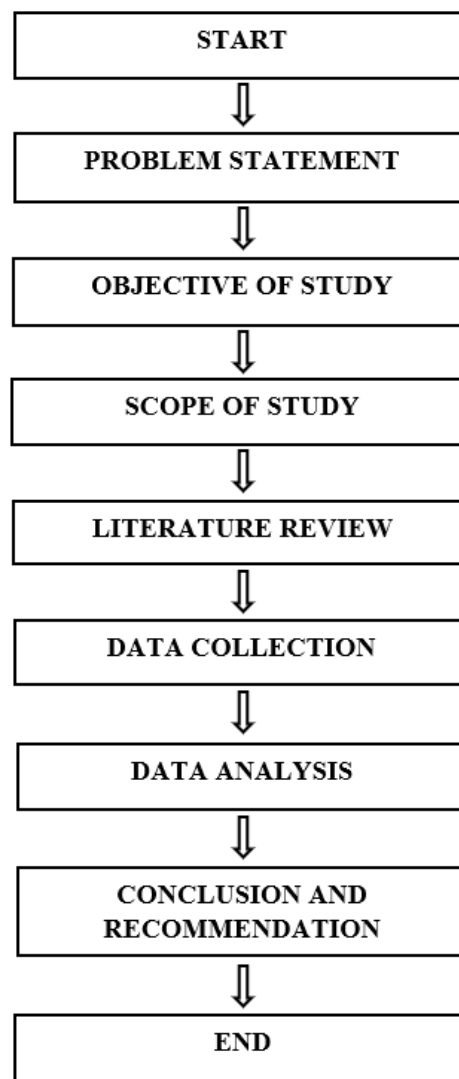 START
PROBLEM STATEMENT
OBJECTIVE OF STUDY
SCOPE OF STUDY
LITERATURE REVIEW
DATA COLLECTION
DATA ANALYSIS
CONCLUSION AND
RECOMMENDATION
END